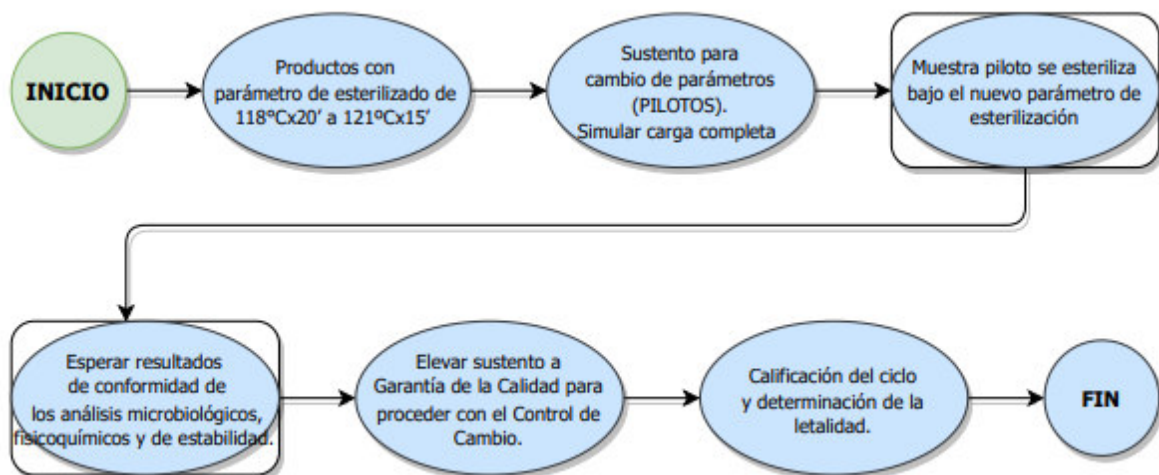 INICIO
Productos con
parámetro de esterilizado de
118°Cx20’ a 121ºCx15’
Sustento para
cambio de parámetros
(PILOTOS).
Simular carga completa
Muestra piloto se esteriliza
bajo el nuevo parámetro de
esterilización
Esperar resultados
de conformidad de
los análisis microbiológicos,
fisicoquímicos y de estabilidad.
Elevar sustento a
Garantía de la Calidad para
proceder con el Control de
Cambio.
Calificación del ciclo
y determinación de la
letalidad.
FIN